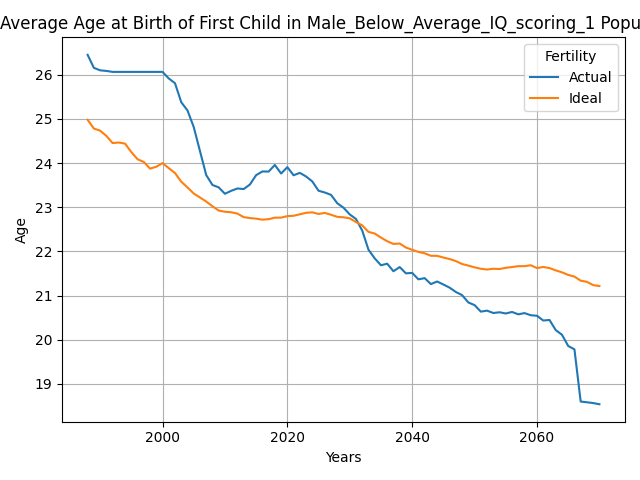 Average Age at Birth of First Child in Male_Below_Average_IQ_scoring_1 Popu
Fertility
Actual
Ideal
26
25
24
23
22
21
20
19
Age
2000 2020 2040 2060
Years